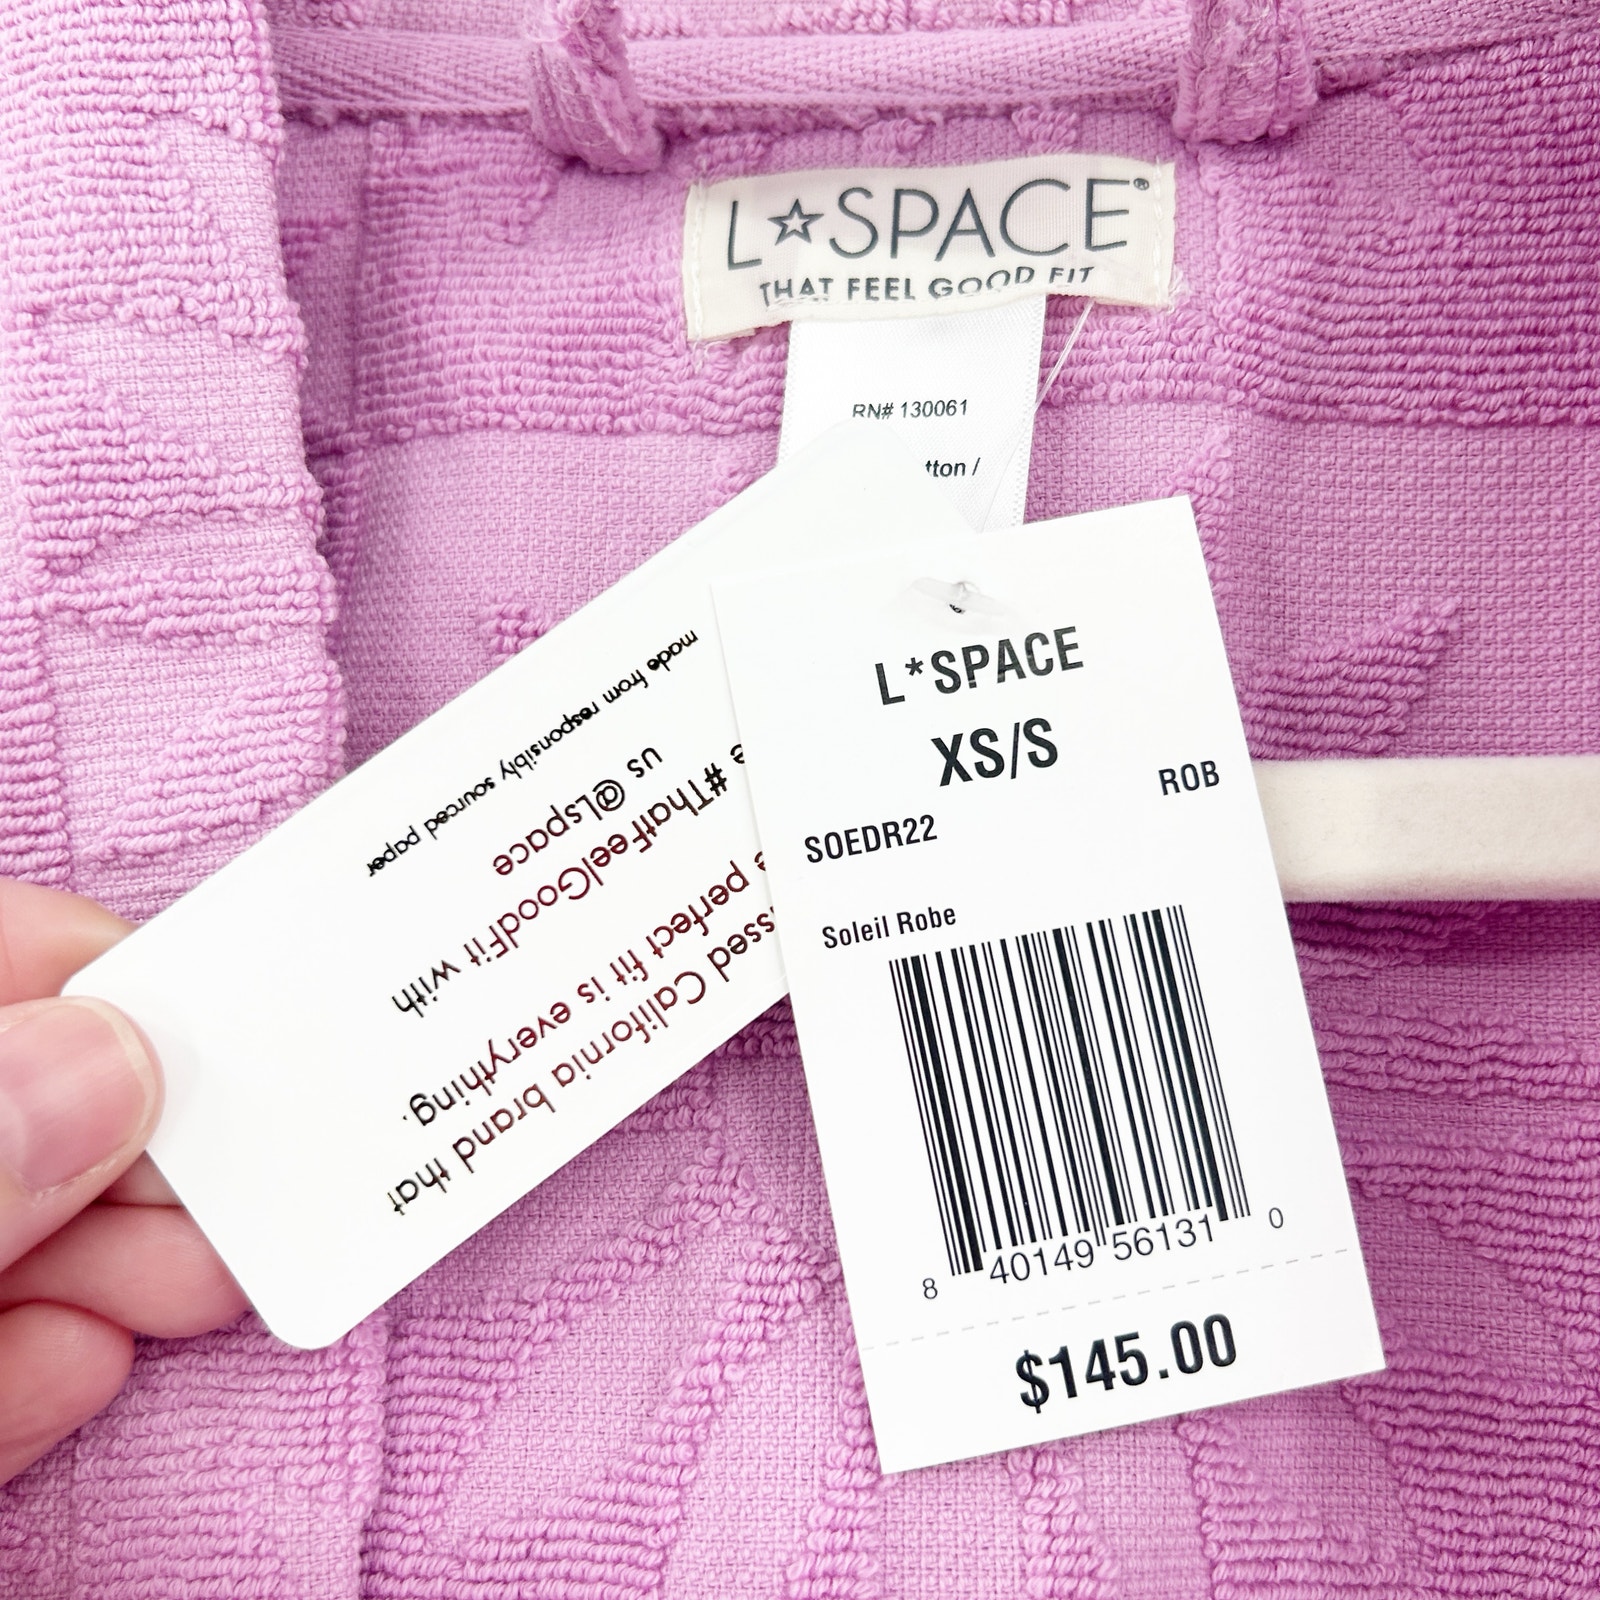 L☆SPACE®
THAT FEEL GOOD FIT
RN# 130061
L*SPACE
XS/S
ROB
SOEDR22
Soleil Robe
8 40149 56131 0
$145.00
California brand that
perfect fit is everything.
#ThatFeelGoodFit with
us @Lspace
made from responsibly sourced paper